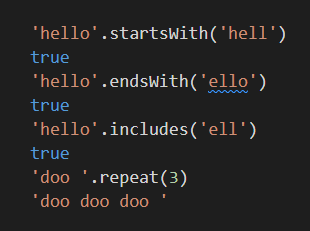 'hello'.startsWith('hell')
true
'hello'.endsWith('ello')
true
'hello'.includes('ell')
true
'doo '.repeat(3)
'doo doo doo '